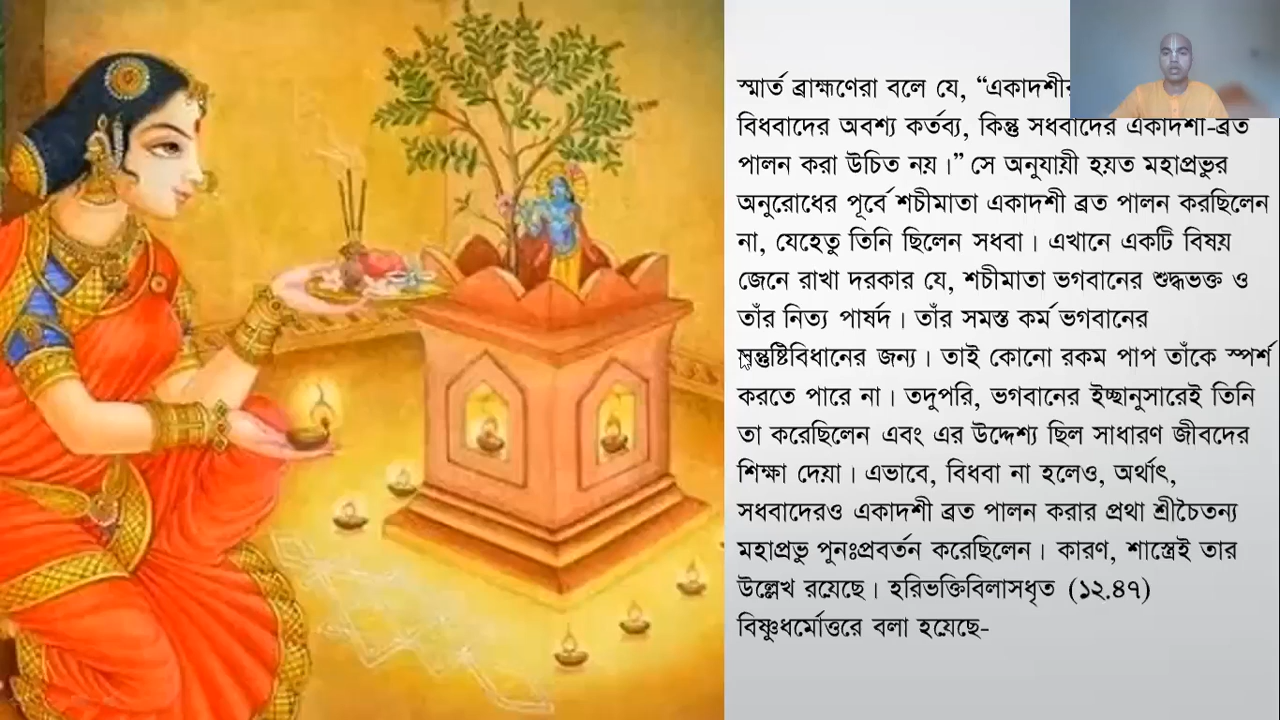 স্মার্ত ব্রাহ্মণেরা বলে যে, “একাদশীর
বিধবাদের অবশ্য কর্তব্য, কিন্তু সধবাদের একাদশী-ব্রত
পালন করা উচিত নয়।” সে অনুযায়ী হয়ত মহাপ্রভুর
অনুরোধের পূর্বে শচীমাতা একাদশী ব্রত পালন করছিলেন
না, যেহেতু তিনি ছিলেন সধবা। এখানে একটি বিষয়
জেনে রাখা দরকার যে, শচীমাতা ভগবানের শুদ্ধভক্ত ও
তাঁর নিত্য পার্ষদ। তাঁর সমস্ত কর্ম ভগবানের
সন্তুষ্টিবিধানের জন্য। তাই কোনো রকম পাপ তাঁকে স্পর্শ
করতে পারে না। তদুপরি, ভগবানের ইচ্ছানুসারেই তিনি
তা করেছিলেন এবং এর উদ্দেশ্য ছিল সাধারণ জীবদের
শিক্ষা দেয়া। এভাবে, বিধবা না হলেও, অর্থাৎ,
সধবাদেরও একাদশী ব্রত পালন করার প্রথা শ্রীচৈতন্য
মহাপ্রভু পুনঃপ্রবর্তন করেছিলেন। কারণ, শাস্ত্রেই তার
উল্লেখ রয়েছে। হরিভক্তিবিলাসধৃত (১২.৪৭)
বিষ্ণুধর্মোত্তরে বলা হয়েছে-